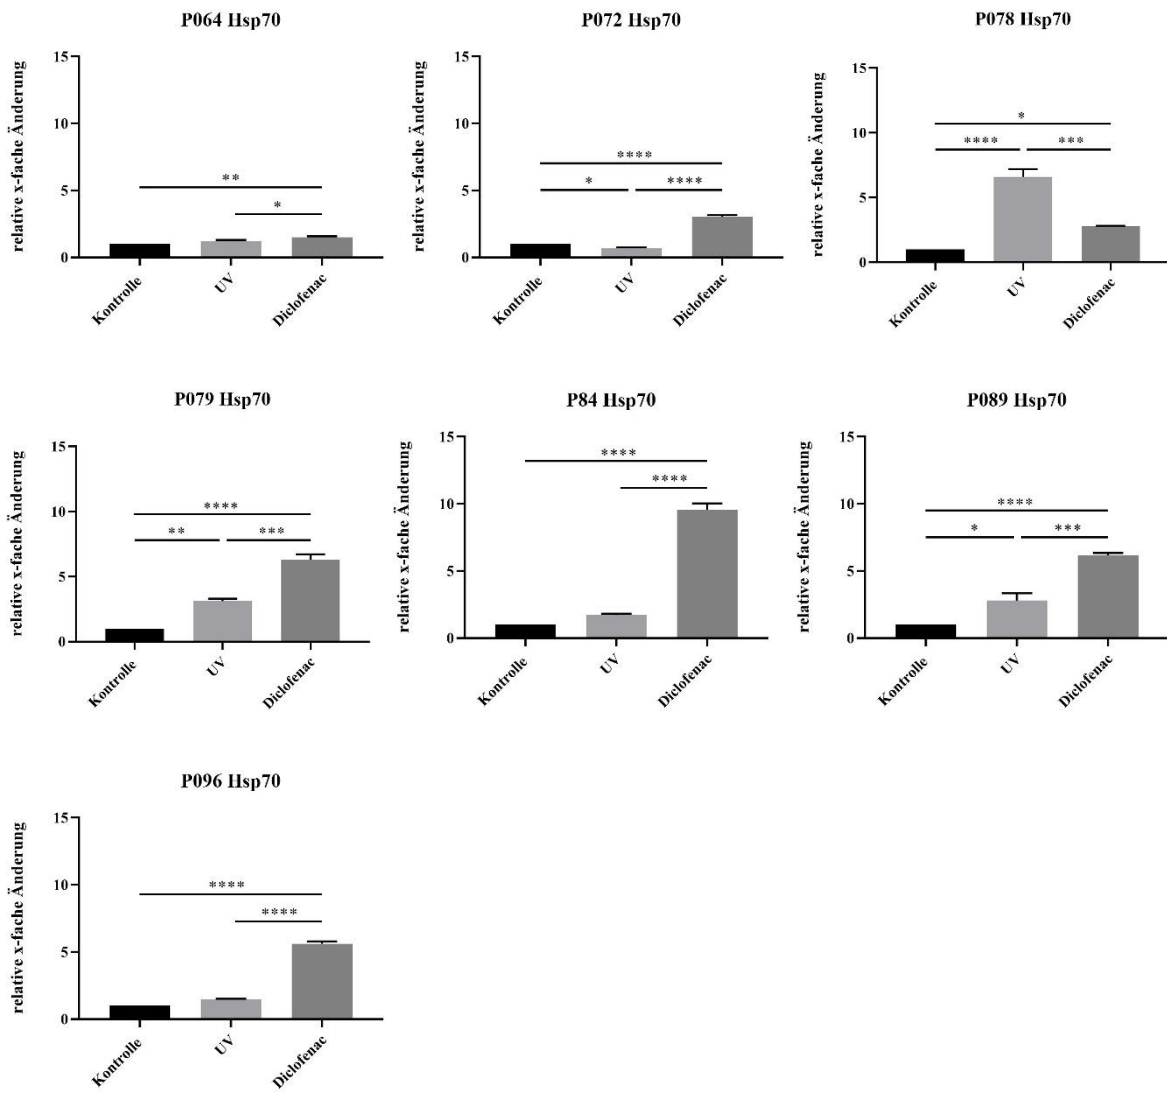 P064 Hsp70
relative x-fache Änderung
15
10
5
0
**
*
Kontrolle
UV
Diclofenac
P072 Hsp70
relative x-fache Änderung
15
10
5
0
****
*
****
Kontrolle
UV
Diclofenac
P078 Hsp70
relative x-fache Änderung
15
10
5
0
*
****
***
Kontrolle
UV
Diclofenac
P079 Hsp70
relative x-fache Änderung
15
10
5
0
****
**
***
Kontrolle
UV
Diclofenac
P84 Hsp70
relative x-fache Änderung
15
10
5
0
****
****
Kontrolle
UV
Diclofenac
P089 Hsp70
relative x-fache Änderung
15
10
5
0
****
*
***
Kontrolle
UV
Diclofenac
P096 Hsp70
relative x-fache Änderung
15
10
5
0
****
****
Kontrolle
UV
Diclofenac